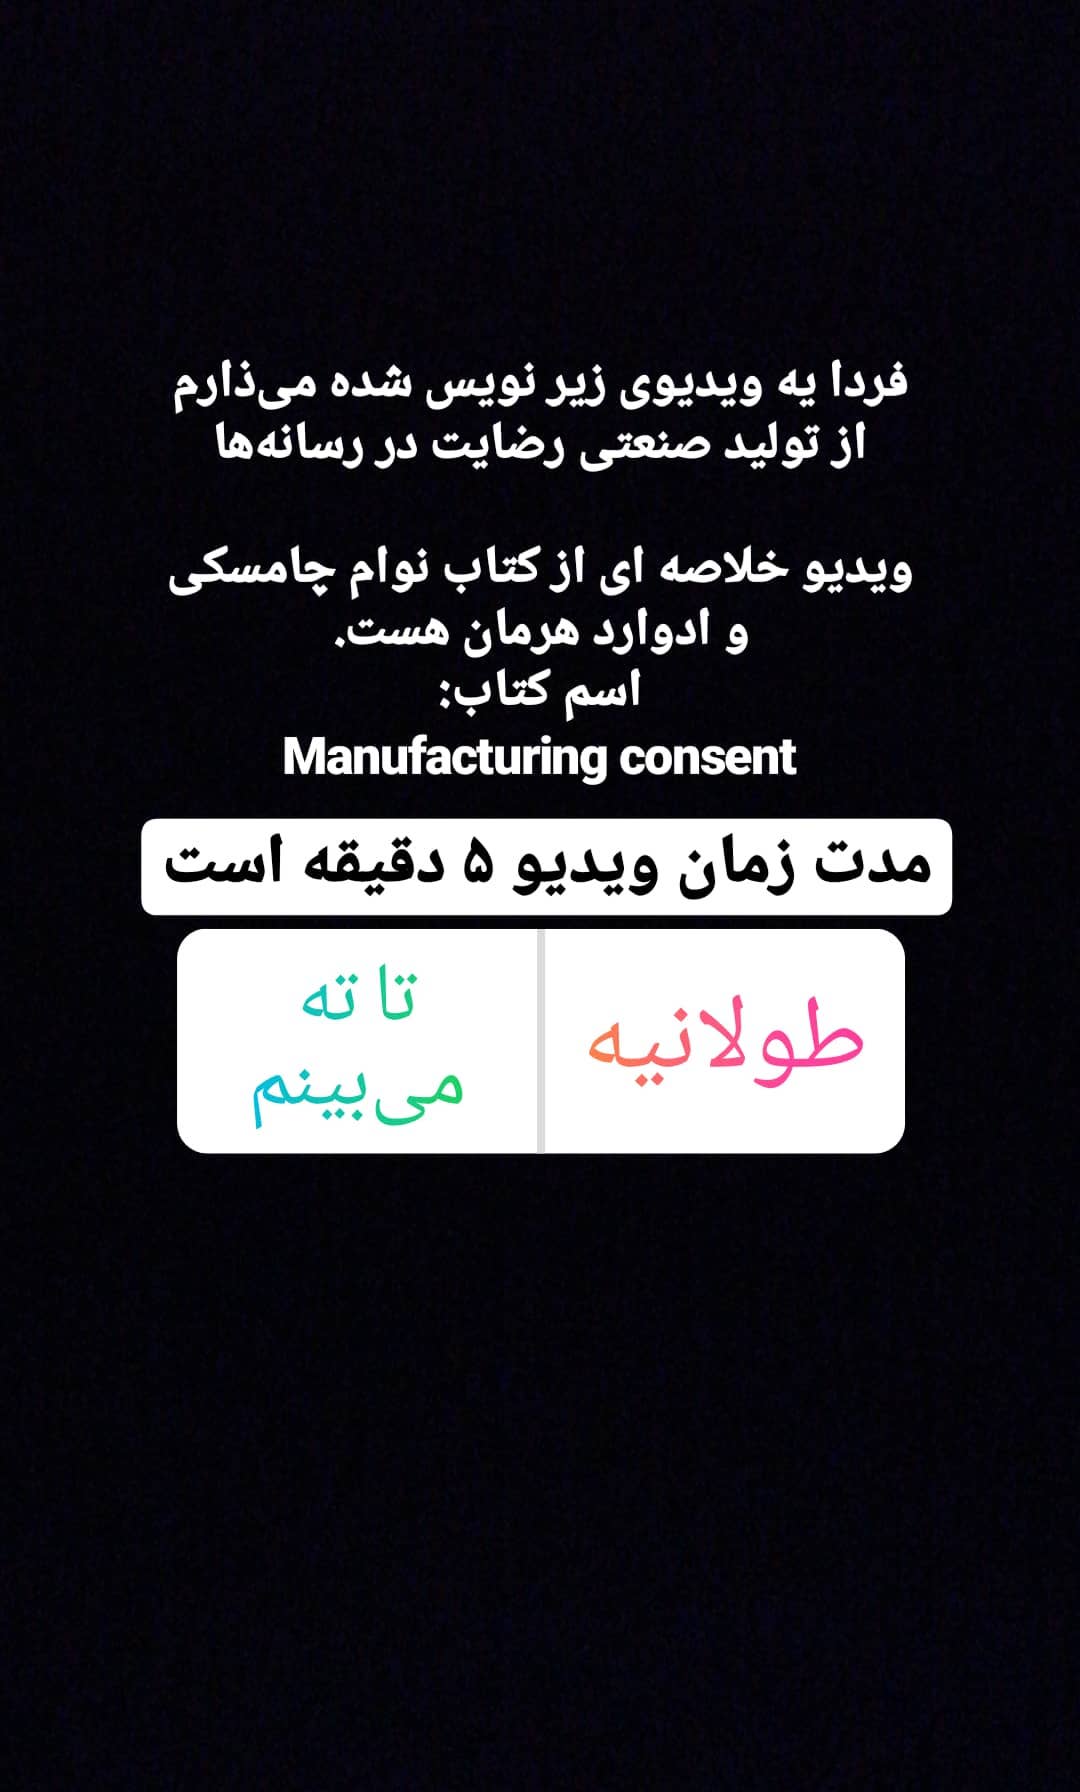 فردا یه ویدیوی زیر نویس شده می‌ذارم
از تولید صنعتی رضایت در رسانه‌ها
ویدیو خلاصه ای از کتاب نوام چامسکی
و ادوارد هرمان هست.
اسم کتاب:
Manufacturing consent
مدت زمان ویدیو ۵ دقیقه است
طولانیه
تا ته
می‌بینم